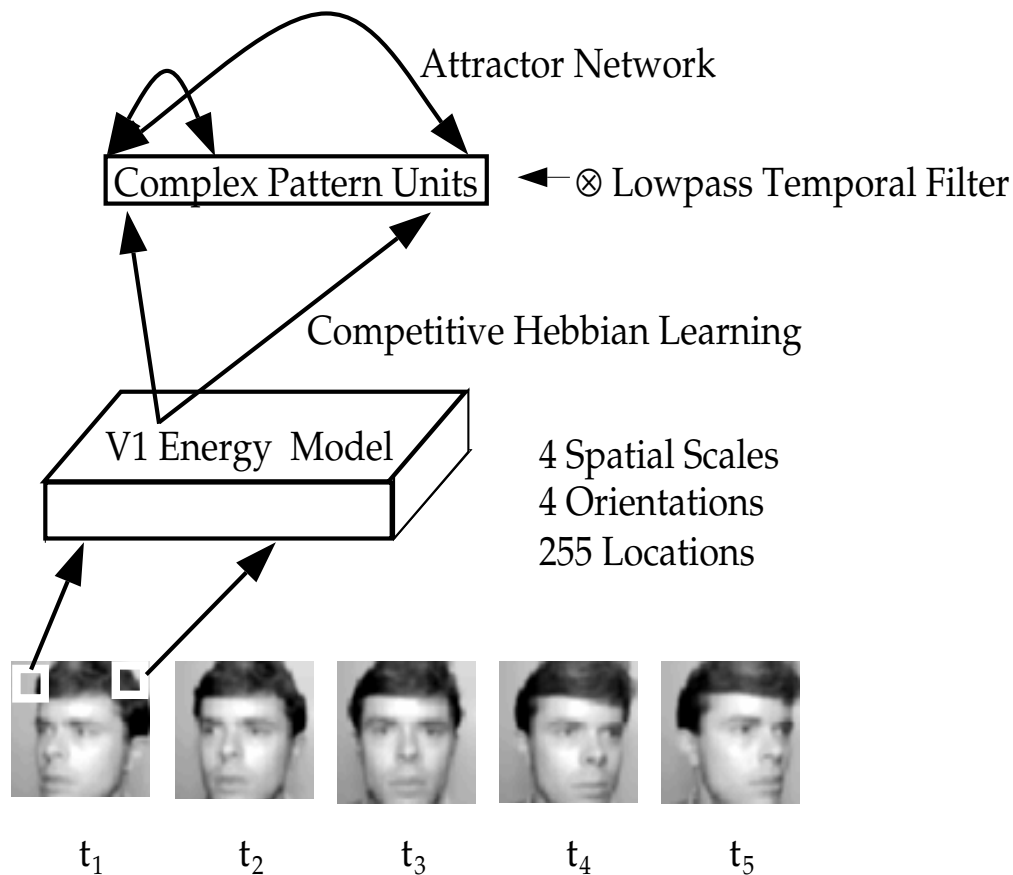 Attractor Network
Complex Pattern Units
⊗ Lowpass Temporal Filter
Competitive Hebbian Learning
V1 Energy Model
4 Spatial Scales
4 Orientations
255 Locations
t₁ t₂ t₃ t₄ t₅